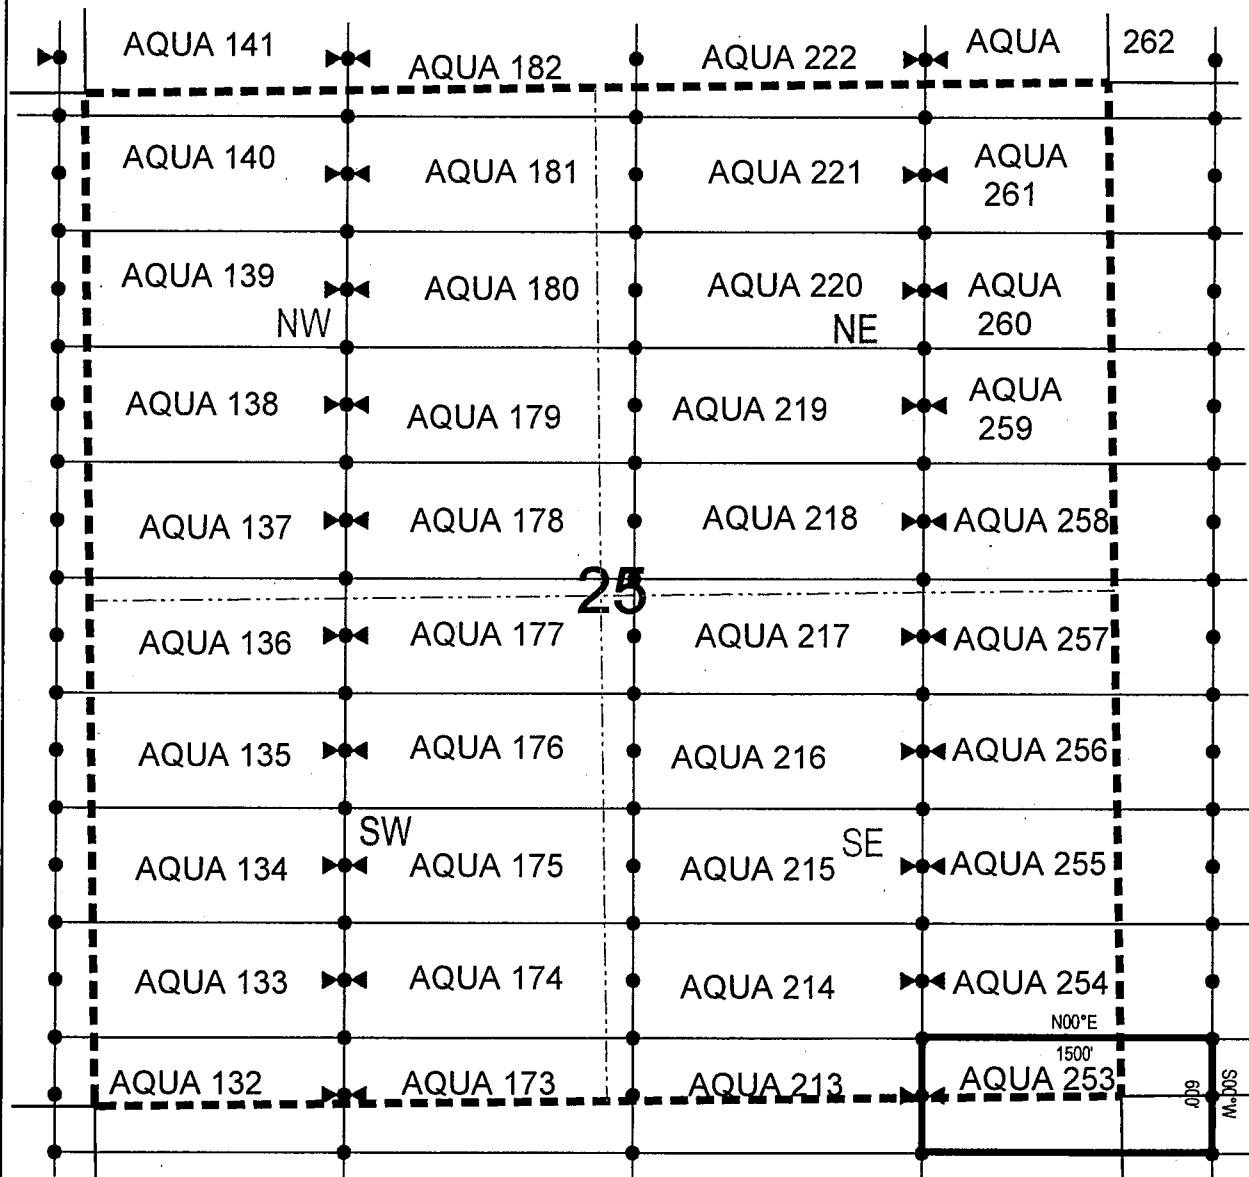 AQUA 141
AQUA 182
AQUA 222
AQUA 262
AQUA 140
AQUA 181
AQUA 221
AQUA
261
AQUA 139
AQUA 180
AQUA 220
AQUA
260
NW
NE
AQUA 138
AQUA 179
AQUA 219
AQUA
259
AQUA 137
AQUA 178
AQUA 218
AQUA 258
25
AQUA 136
AQUA 177
AQUA 217
AQUA 257
AQUA 135
AQUA 176
AQUA 216
AQUA 256
SW
SE
AQUA 134
AQUA 175
AQUA 215
AQUA 255
AQUA 133
AQUA 174
AQUA 214
AQUA 254
N00°E
1500'
AQUA 132
AQUA 173
AQUA 213
AQUA 253
600'
S00°W